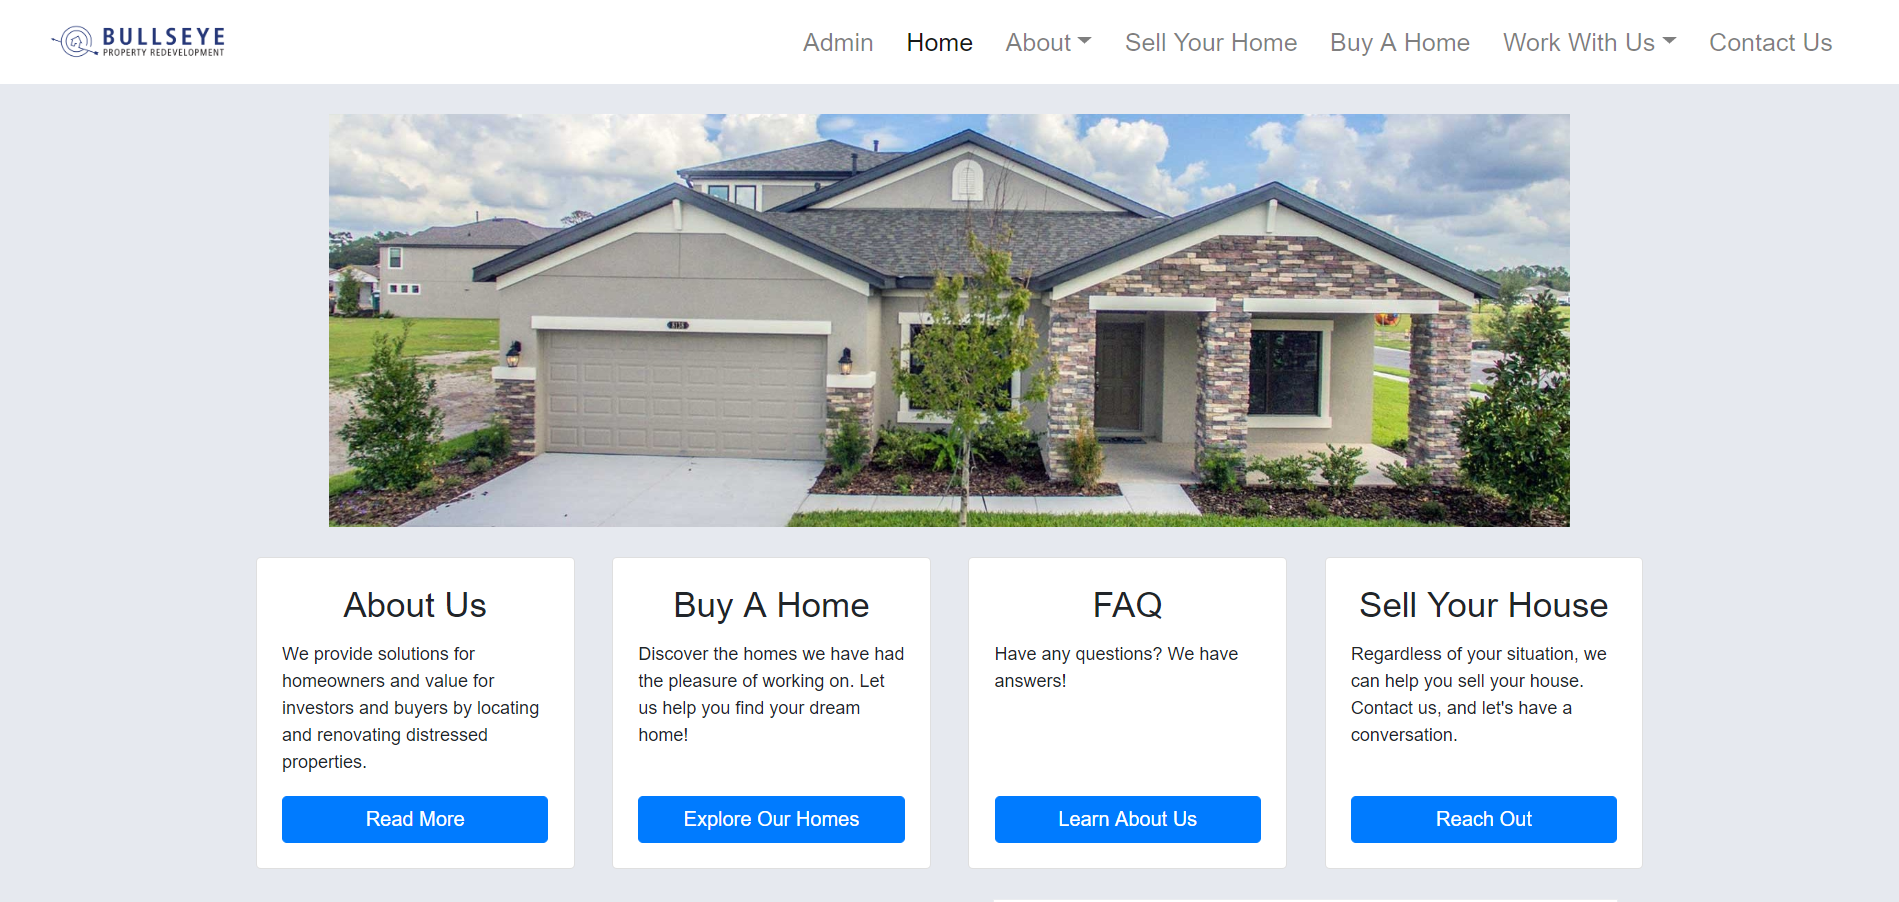 BULLSEYE
PROPERTY REDEVELOPMENT
Admin Home About Sell Your Home Buy A Home Work With Us Contact Us
About Us
We provide solutions for
homeowners and value for
investors and buyers by locating
and renovating distressed
properties.
Read More
Buy A Home
Discover the homes we have had
the pleasure of working on. Let
us help you find your dream
home!
Explore Our Homes
FAQ
Have any questions? We have
answers!
Learn About Us
Sell Your House
Regardless of your situation, we
can help you sell your house.
Contact us, and let's have a
conversation.
Reach Out